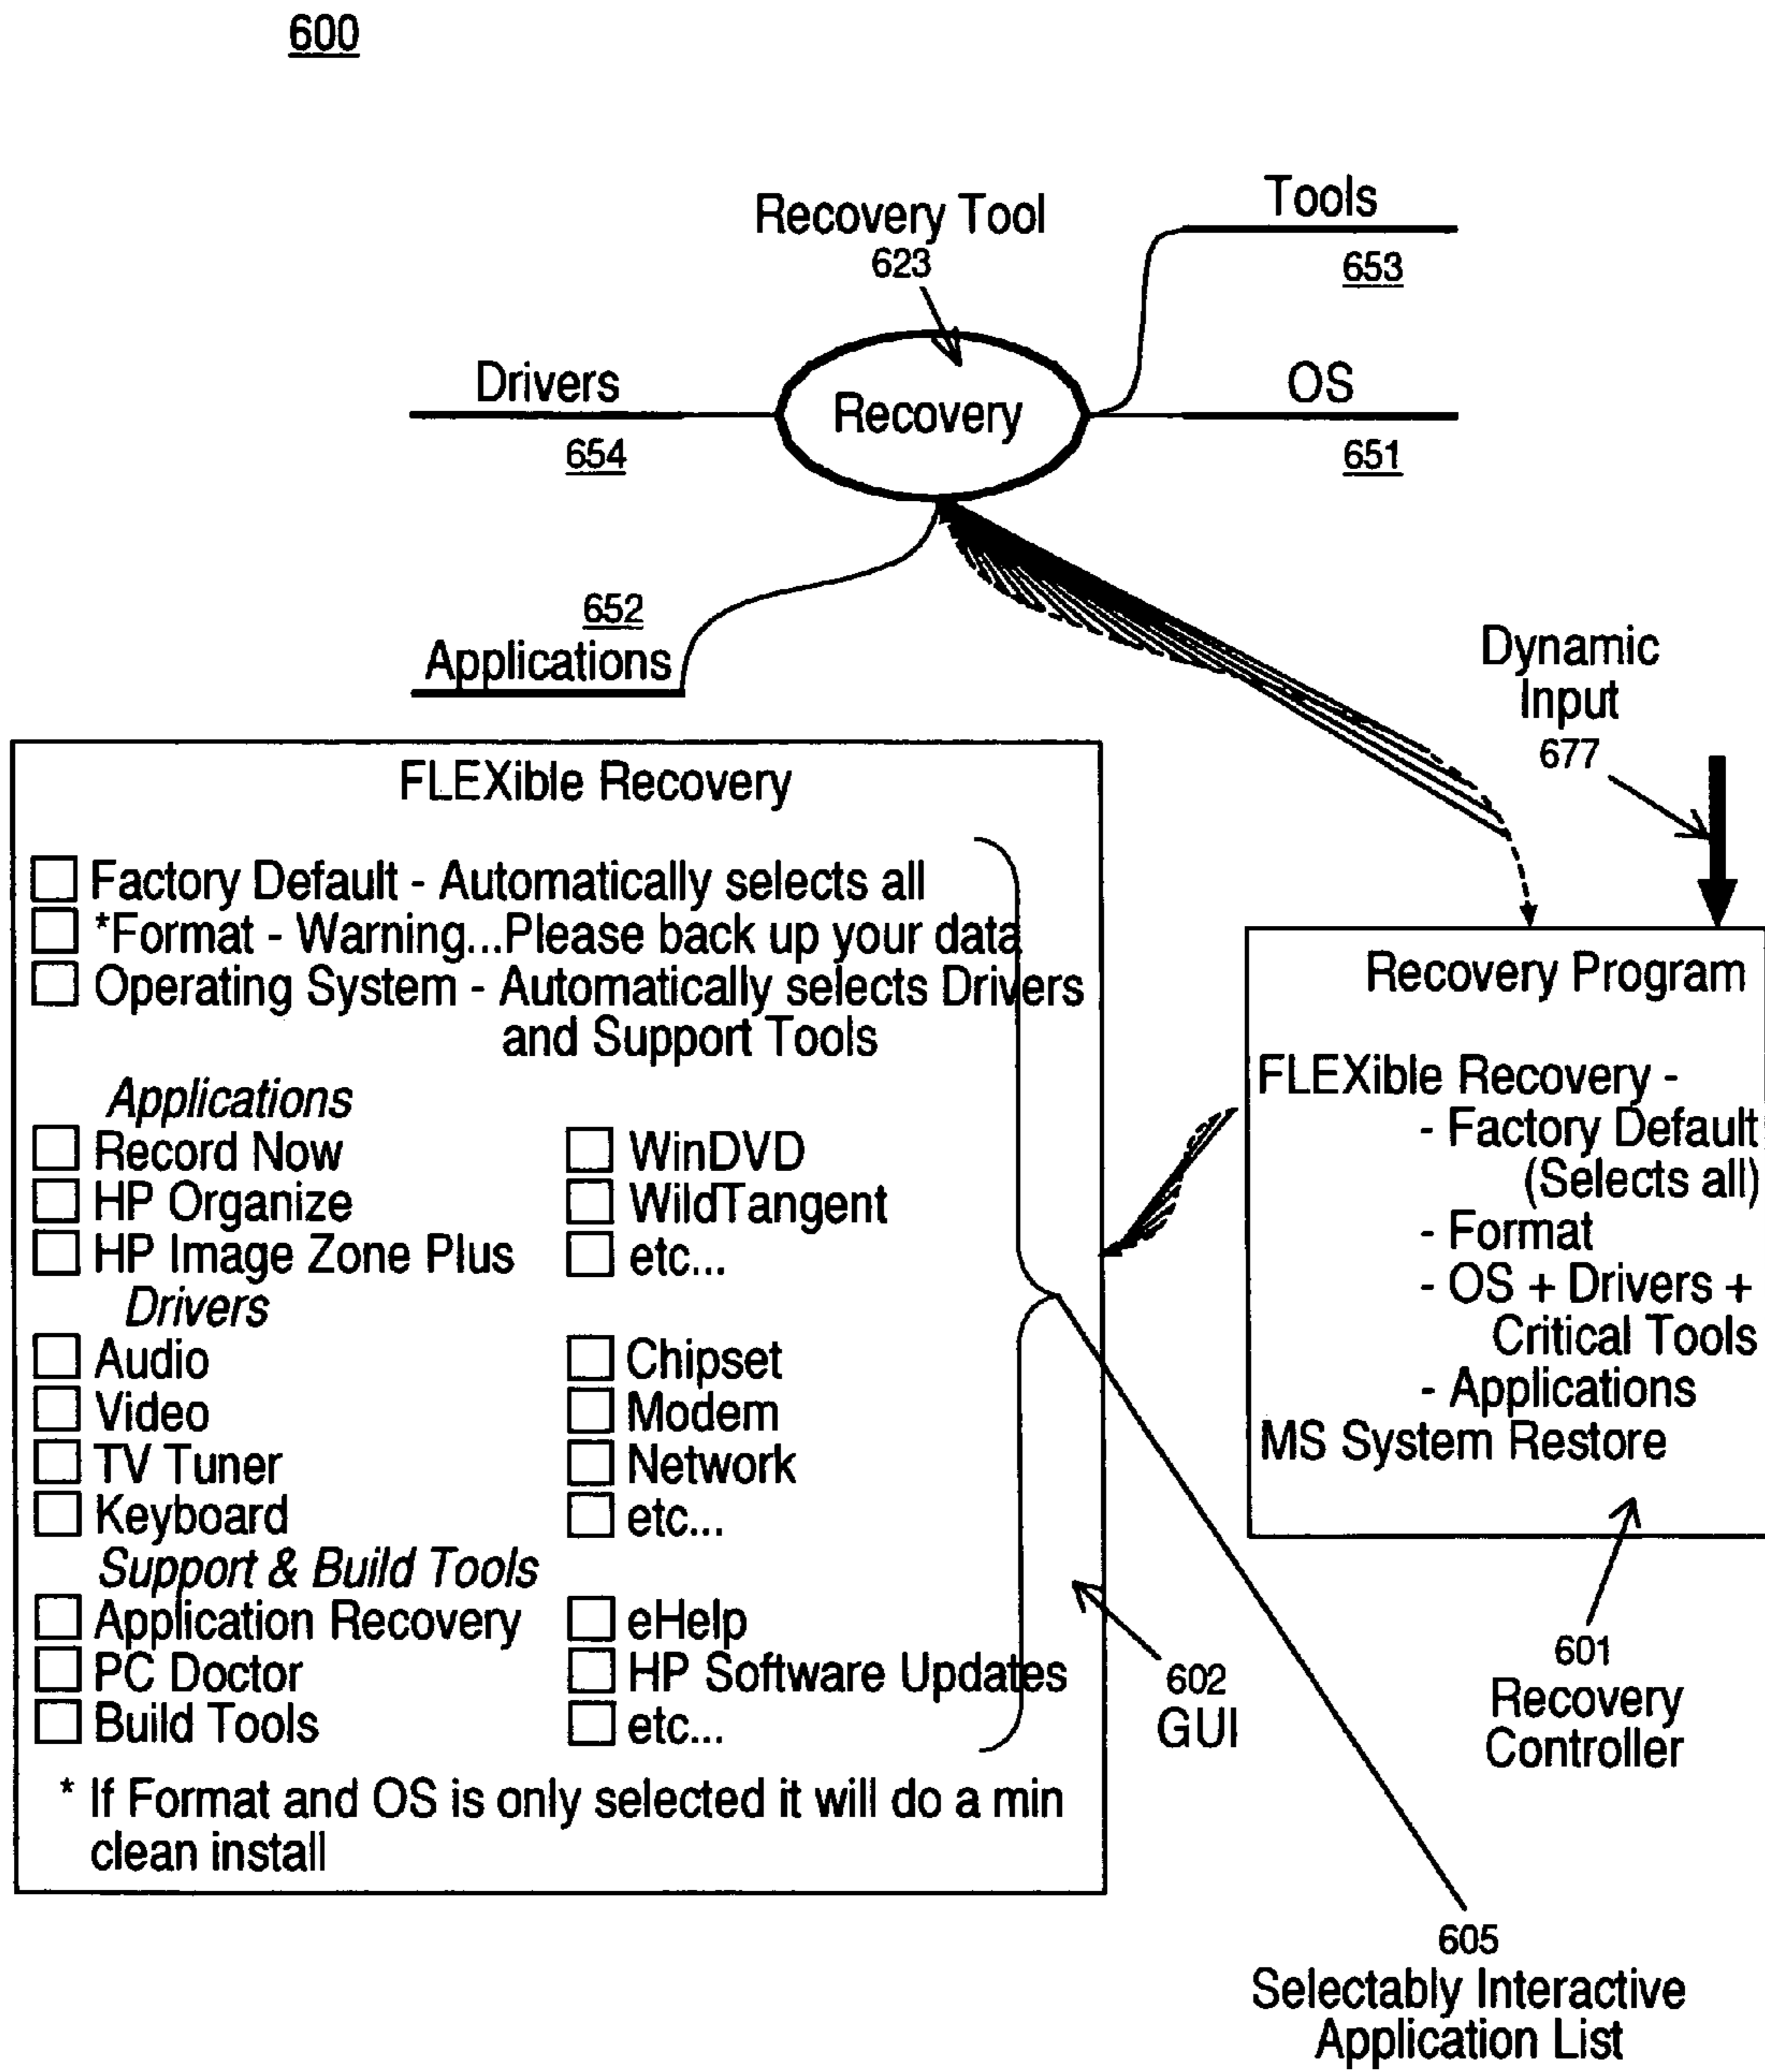 600
Recovery Tool
623
Tools
653
Drivers
654
Recovery
OS
651
652
Applications
Dynamic
Input
677
FLEXible Recovery
Factory Default - Automatically selects all
*Format - Warning...Please back up your data
Operating System - Automatically selects Drivers
and Support Tools
Applications
Record Now
WinDVD
HP Organize
WildTangent
HP Image Zone Plus
etc...
Drivers
Audio
Chipset
Video
Modem
TV Tuner
Network
Keyboard
etc...
Support & Build Tools
Application Recovery
eHelp
PC Doctor
HP Software Updates
Build Tools
etc...
* If Format and OS is only selected it will do a min
clean install
Recovery Program
FLEXible Recovery -
- Factory Default
(Selects all)
- Format
- OS + Drivers +
Critical Tools
- Applications
MS System Restore
602
GUI
601
Recovery
Controller
605
Selectably Interactive
Application List